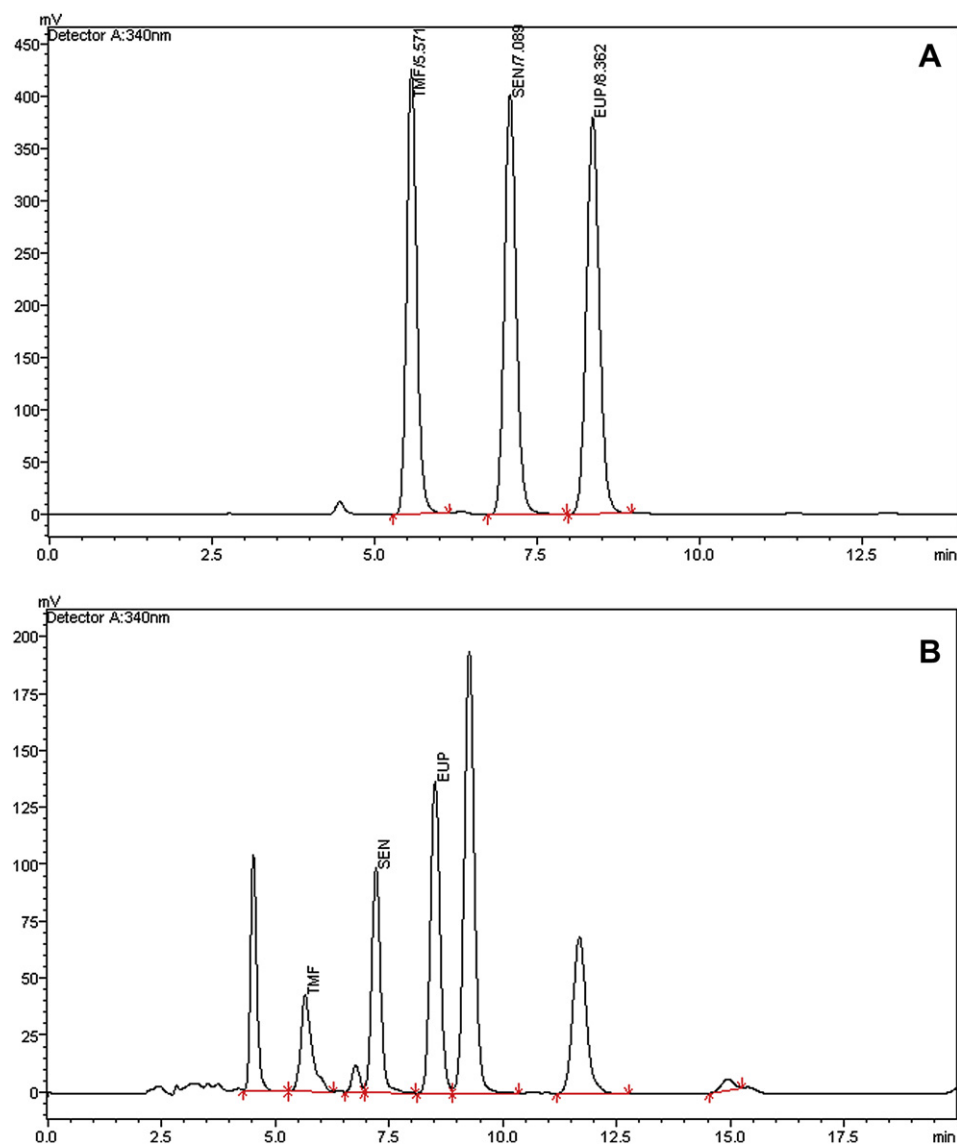 mV
Detector A:340nm
A
450
400
350
300
250
200
150
100
50
0
TMF/5.571
SEN/7.089
EUP/8.362
0.0 2.5 5.0 7.5 10.0 12.5 min
mV
Detector A:340nm
B
200
175
150
125
100
75
50
25
0
TMF
SEN
EUP
0.0 2.5 5.0 7.5 10.0 12.5 15.0 17.5 min